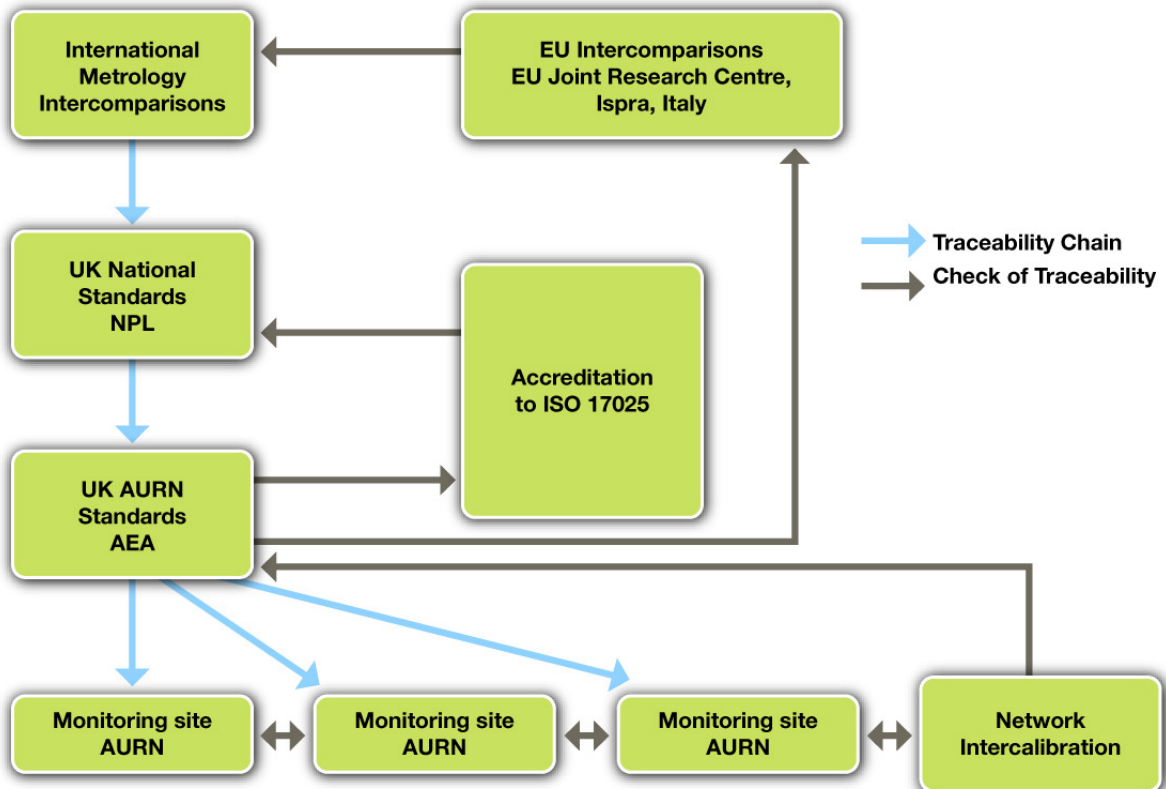 International
Metrology
Intercomparisons
EU Intercomparisons
EU Joint Research Centre,
Ispra, Italy
Traceability Chain
Check of Traceability
UK National
Standards
NPL
Accreditation
to ISO 17025
UK AURN
Standards
AEA
Monitoring site
AURN
Monitoring site
AURN
Monitoring site
AURN
Network
Intercalibration